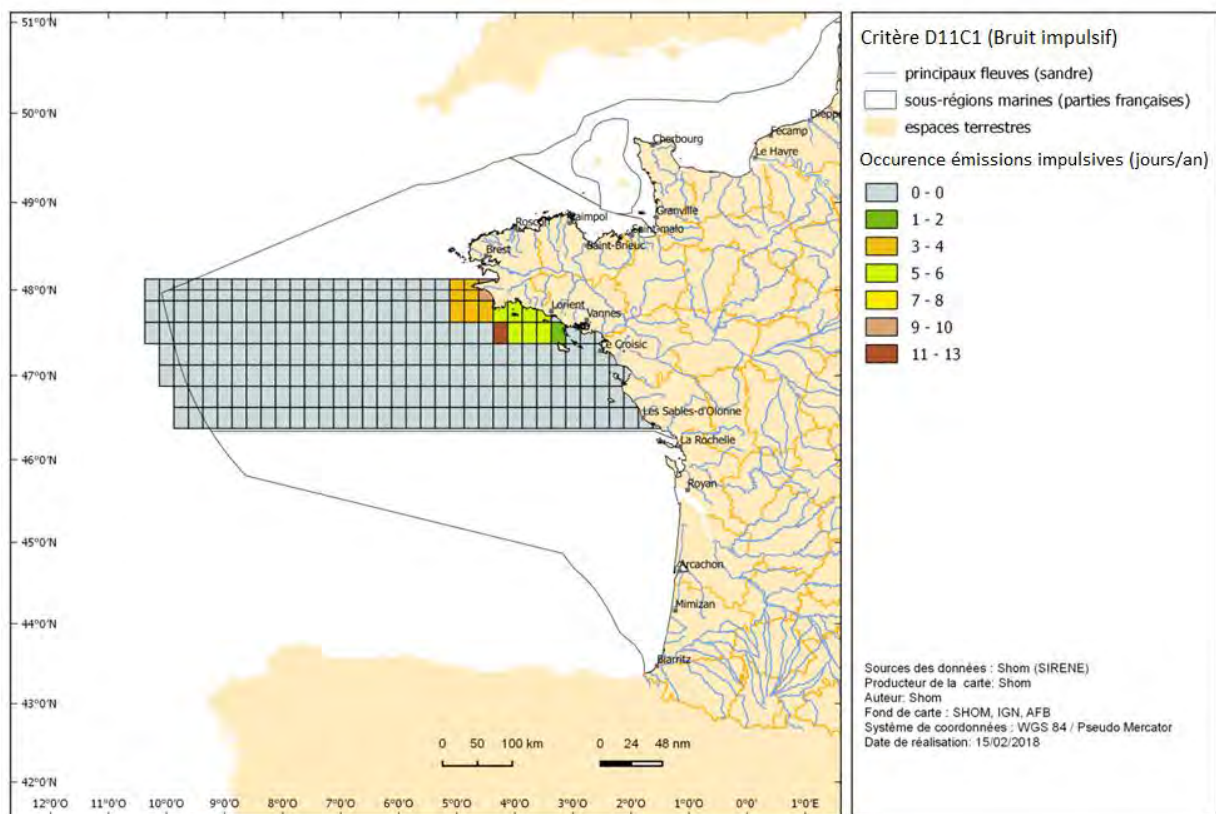 51°0'N
50°0'N
49°0'N
48°0'N
47°0'N
46°0'N
45°0'N
44°0'N
43°0'N
42°0'N
12°0'O 11°0'O 10°0'O 9°0'O 8°0'O 7°0'O 6°0'O 5°0'O 4°0'O 3°0'O 2°0'O 1°0'O 0°0' 1°0'E
Dieppe
Fécamp
Cherbourg
Le Havre
Granville
Roscoff
Paimpol
Saint-malo
Saint-Brieuc
Brest
Lorient
Vannes
Le Croisic
Les Sables-d'Olonne
La Rochelle
Royan
Arcachon
Mimizan
Biarritz
0 50 100 km
0 24 48 nm
Critère D11C1 (Bruit impulsif)
principaux fleuves (sandre)
sous-régions marines (parties françaises)
espaces terrestres
Occurence émissions impulsives (jours/an)
0 - 0
1 - 2
3 - 4
5 - 6
7 - 8
9 - 10
11 - 13
Sources des données : Shom (SIRENE)
Producteur de la carte: Shom
Auteur: Shom
Fond de carte : SHOM, IGN, AFB
Système de coordonnées : WGS 84 / Pseudo Mercator
Date de réalisation: 15/02/2018